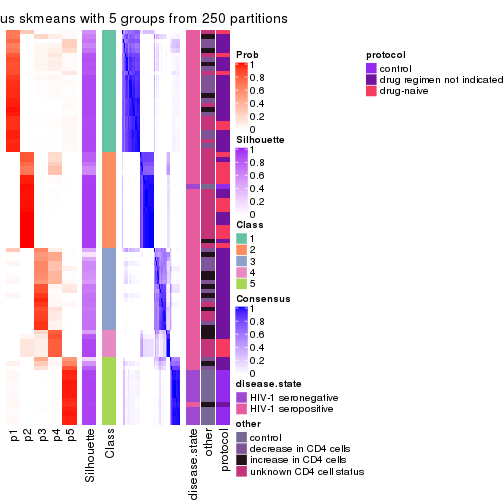 us skmeans with 5 groups from 250 partitions
Prob
1
0.8
0.6
0.4
0.2
0
Silhouette
1
0.8
0.6
0.4
0.2
0
Class
1
2
3
4
5
Consensus
1
0.8
0.6
0.4
0.2
0
disease.state
HIV-1 seronegative
HIV-1 seropositive
other
control
decrease in CD4 cells
increase in CD4 cells
unknown CD4 cell status
protocol
control
drug regimen not indicated
drug-naive
p1
p2
p3
p4
p5
Silhouette
Class
disease.state
other
protocol